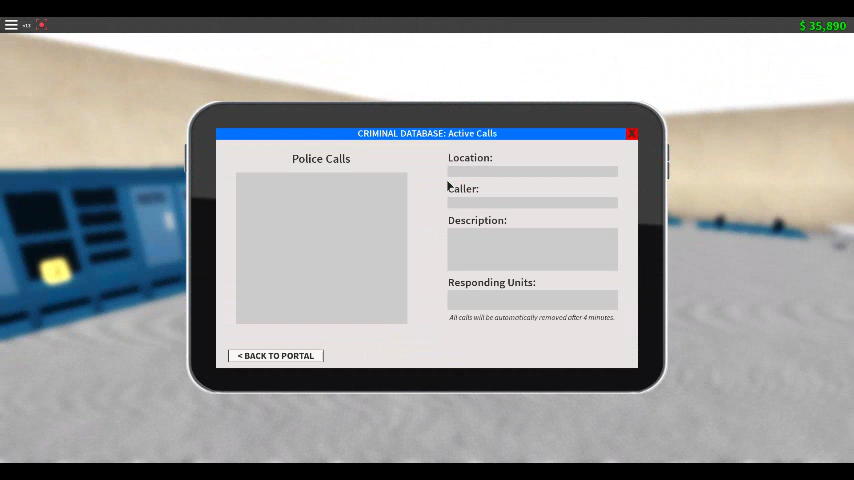 v13
$ 35,890
CRIMINAL DATABASE: Active Calls
X
Police Calls
Location:
Caller:
Description:
Responding Units:
All calls will be automatically removed after 4 minutes.
< BACK TO PORTAL